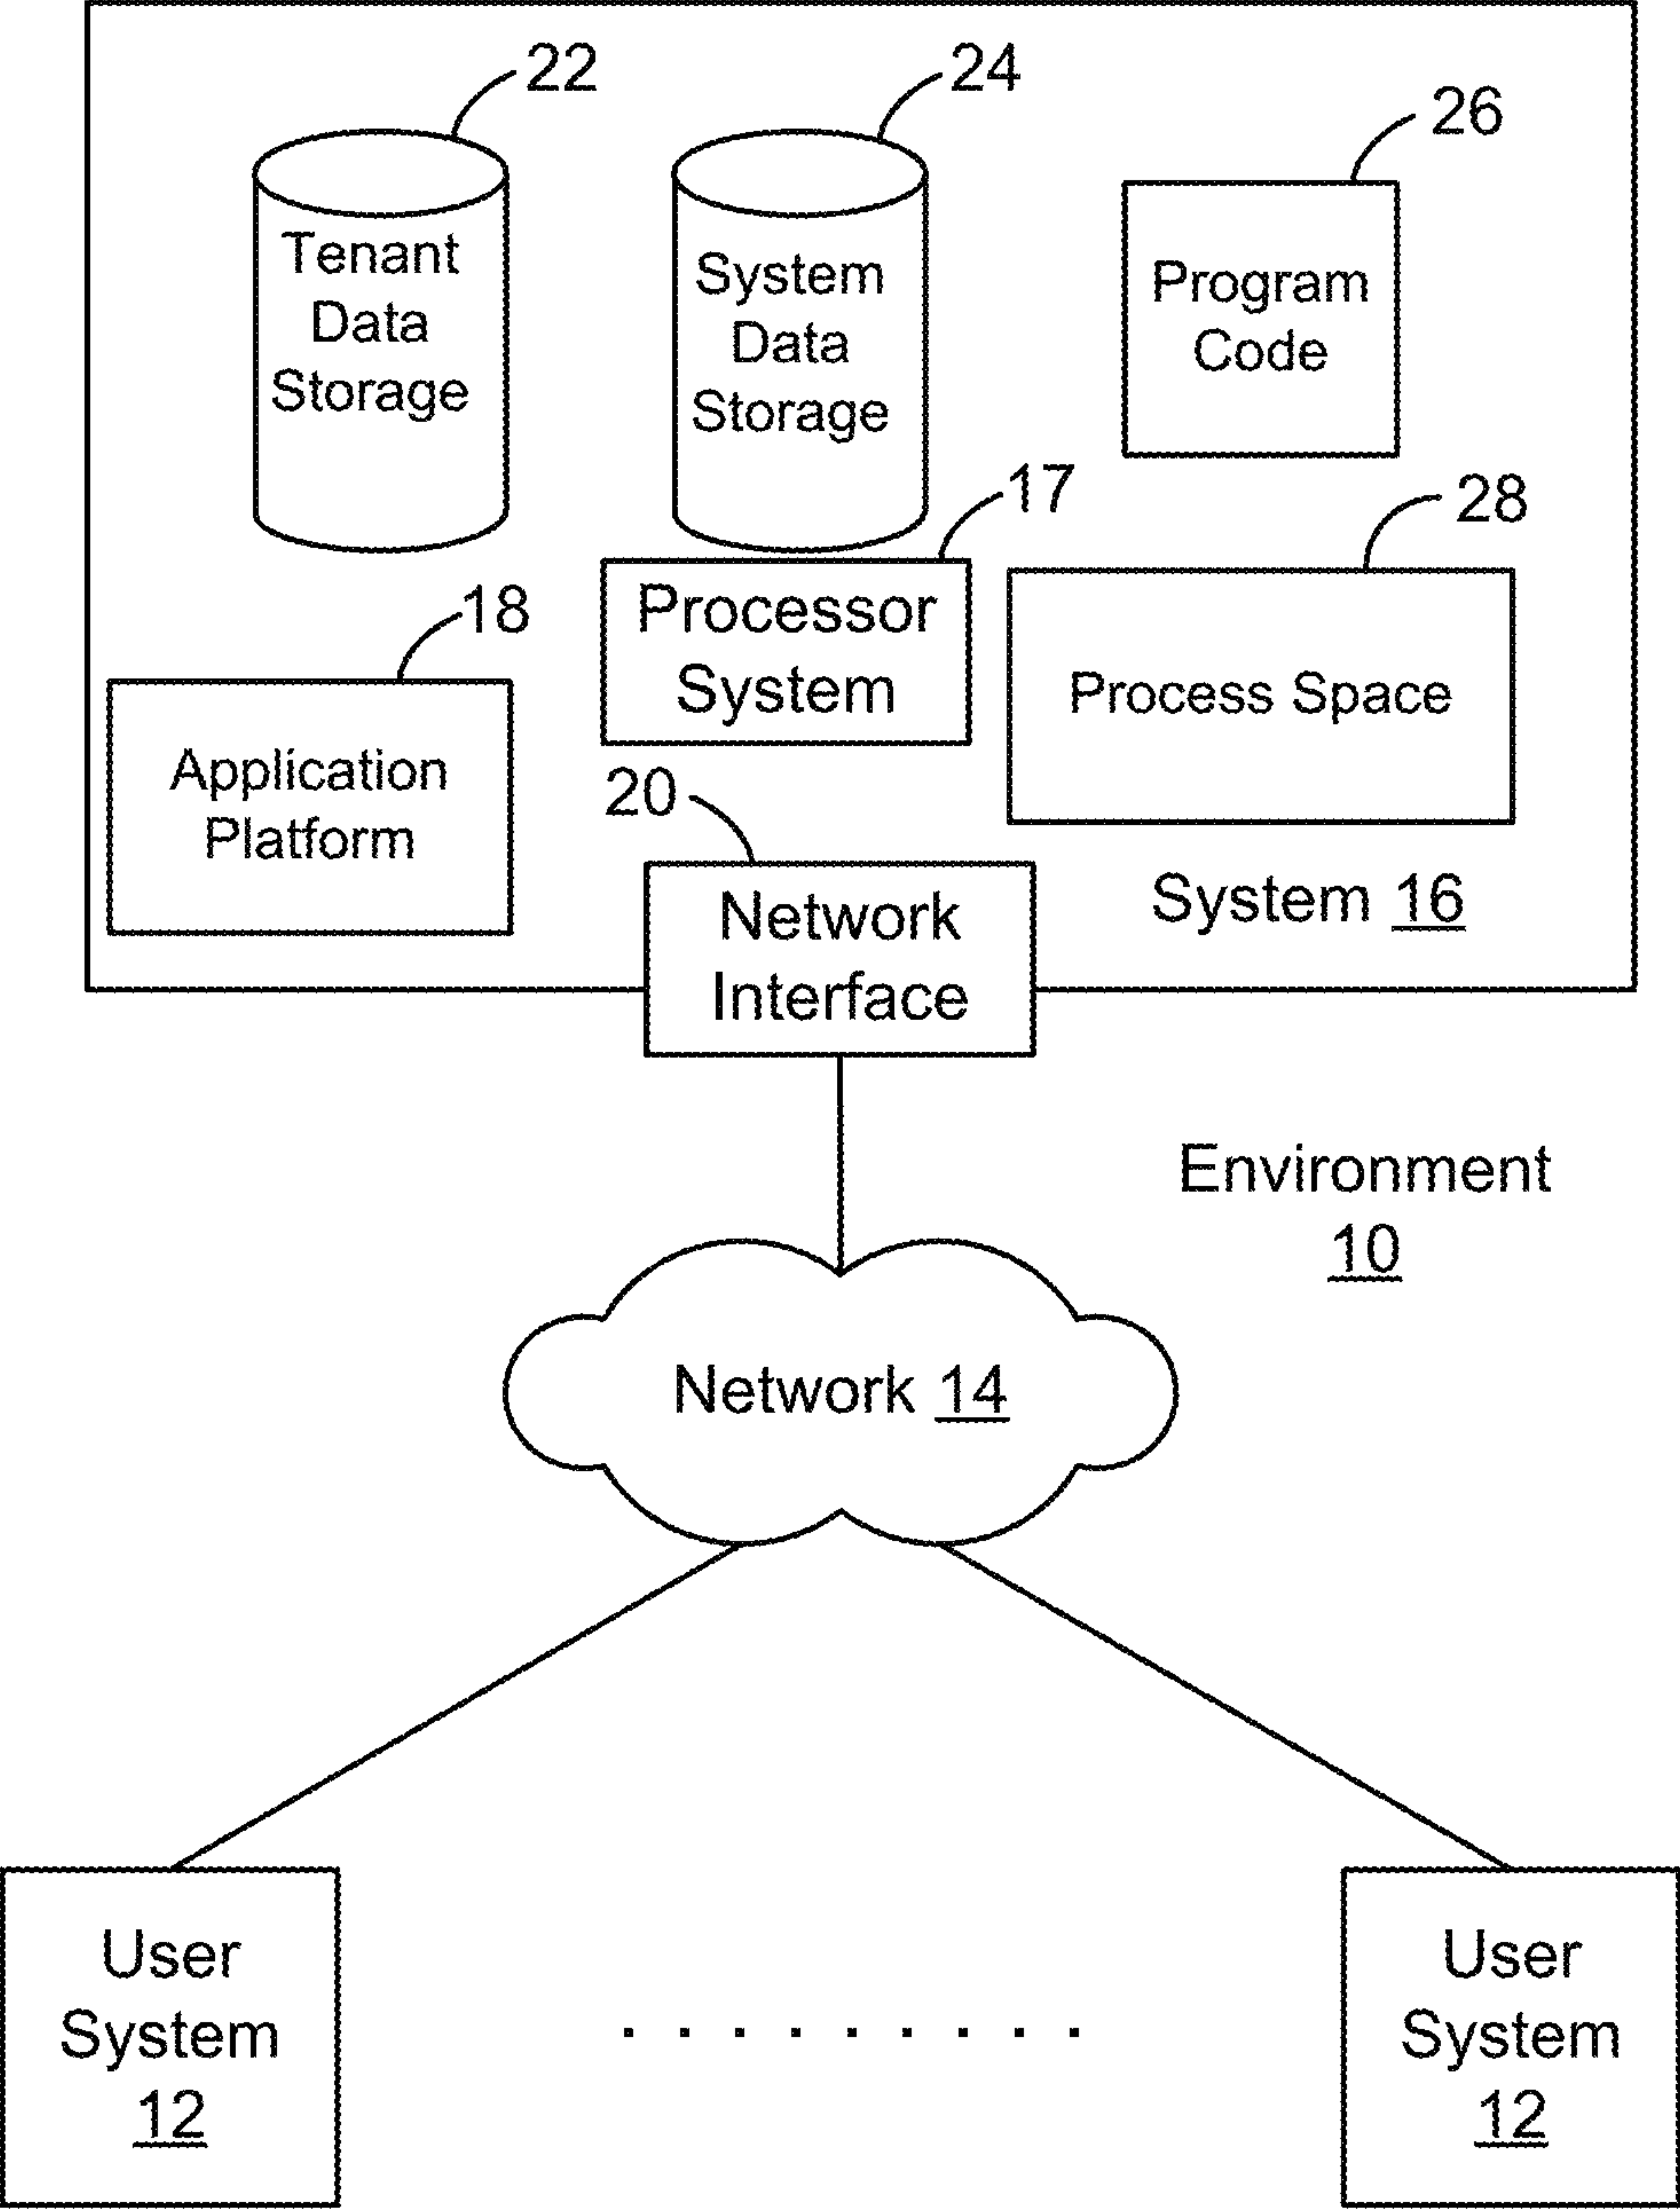 22
24
26
Tenant
Data
Storage
System
Data
Storage
Program
Code
17
28
18
Processor
System
Process Space
Application
Platform
20
Network
Interface
System 16
Environment
10
Network 14
User
System
12
. . . . . . . . .
User
System
12